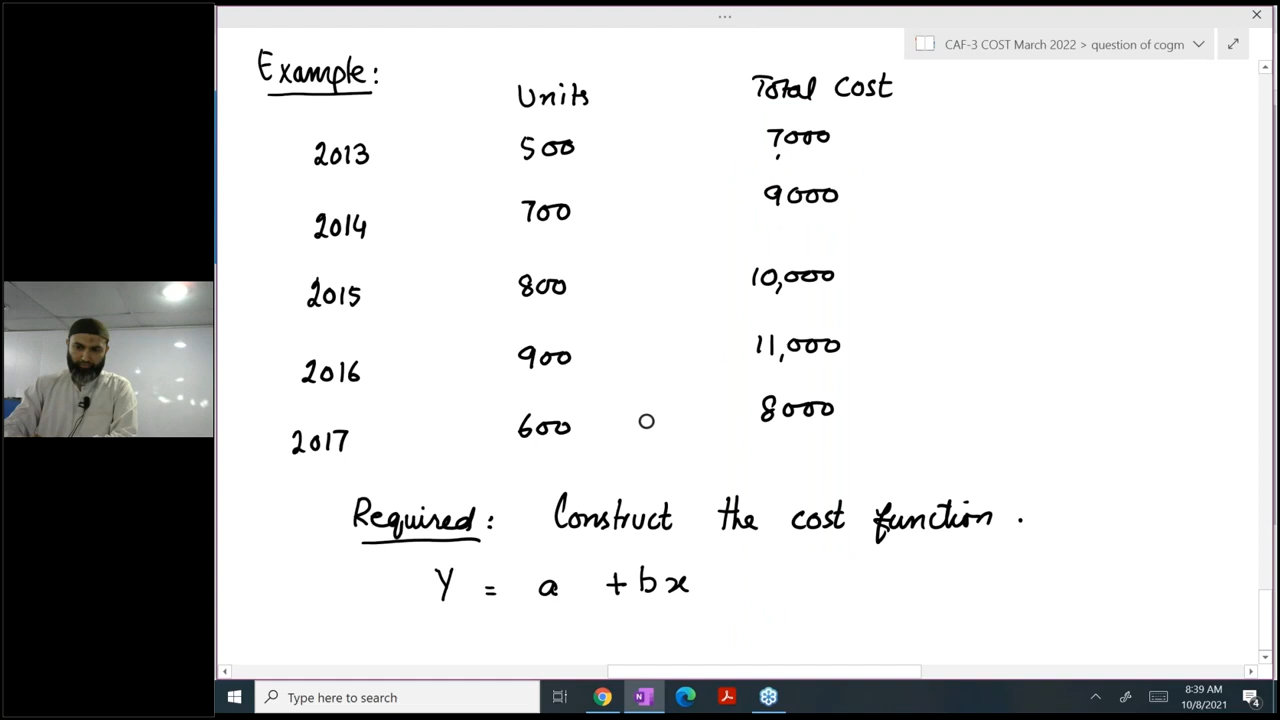 CAF-3 COST March 2022 > question of cogm
Example:
Units Total Cost
2013 500 7000
2014 700 9000
2015 800 10,000
2016 900 11,000
2017 600 8000
Required: Construct the cost function.
Y = a + bx
Type here to search
8:39 AM
10/8/2021
4